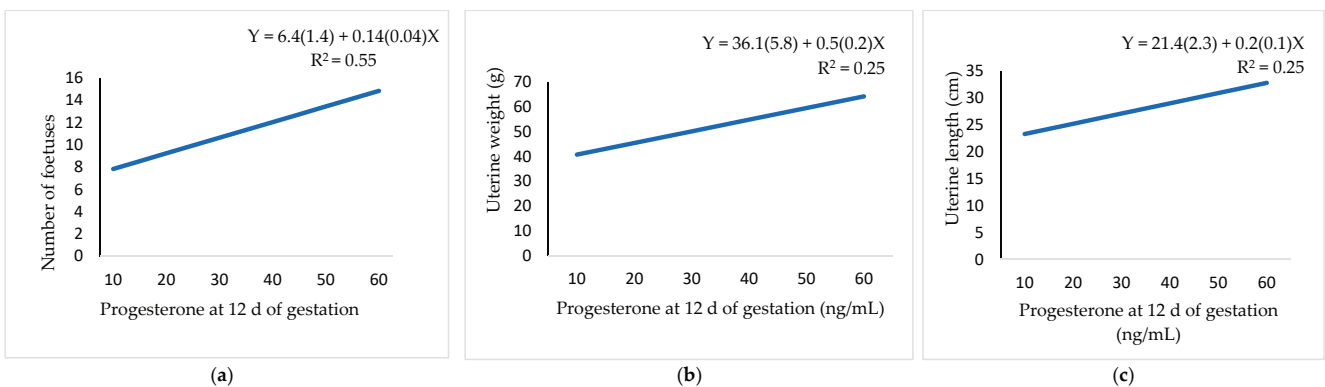 Y = 6.4(1.4) + 0.14(0.04)X
R² = 0.55
Number of foetuses
16
14
12
10
8
6
4
2
0
10 20 30 40 50 60
Progesterone at 12 d of gestation
(a)
Y = 36.1(5.8) + 0.5(0.2)X
R² = 0.25
Uterine weight (g)
70
60
50
40
30
20
10
0
10 20 30 40 50 60
Progesterone at 12 d of gestation (ng/mL)
(b)
Y = 21.4(2.3) + 0.2(0.1)X
R² = 0.25
Uterine length (cm)
35
30
25
20
15
10
5
0
10 20 30 40 50 60
Progesterone at 12 d of gestation
(ng/mL)
(c)